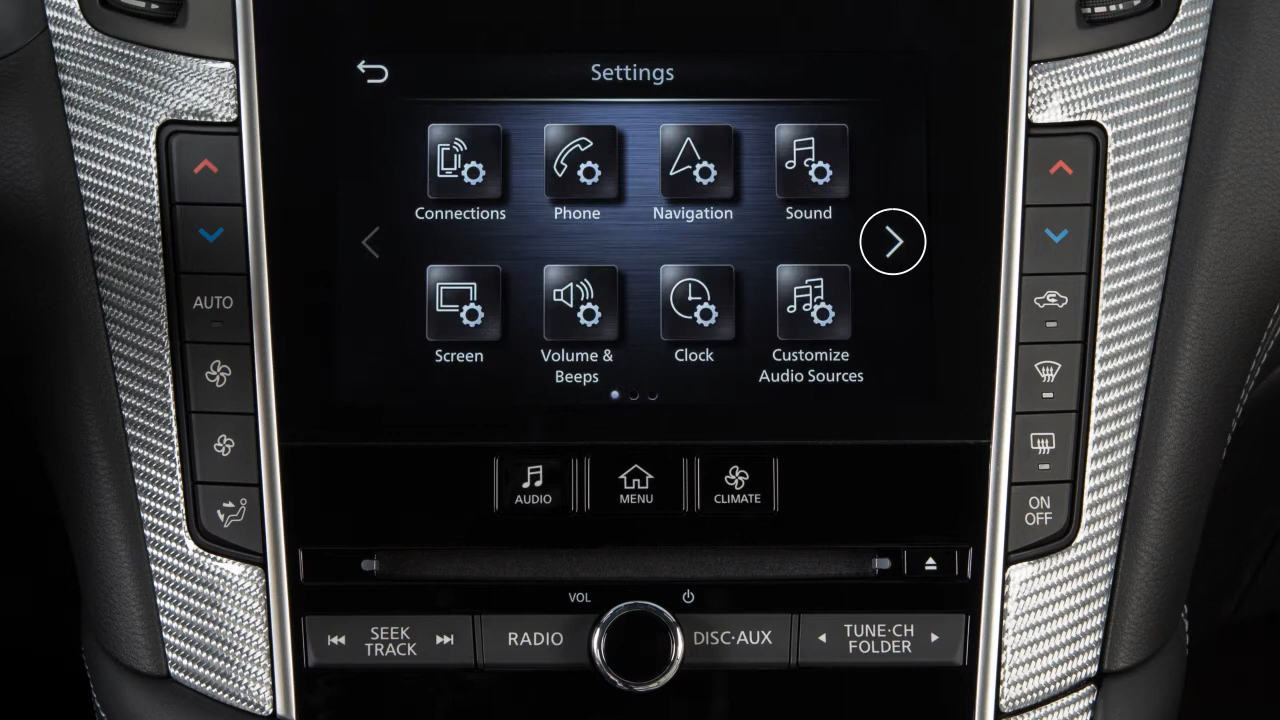 Settings
Connections
Phone
Navigation
Sound
Screen
Volume &
Beeps
Clock
Customize
Audio Sources
AUTO
ON
OFF
AUDIO
MENU
CLIMATE
VOL
SEEK
TRACK
RADIO
DISC·AUX
TUNE·CH
FOLDER